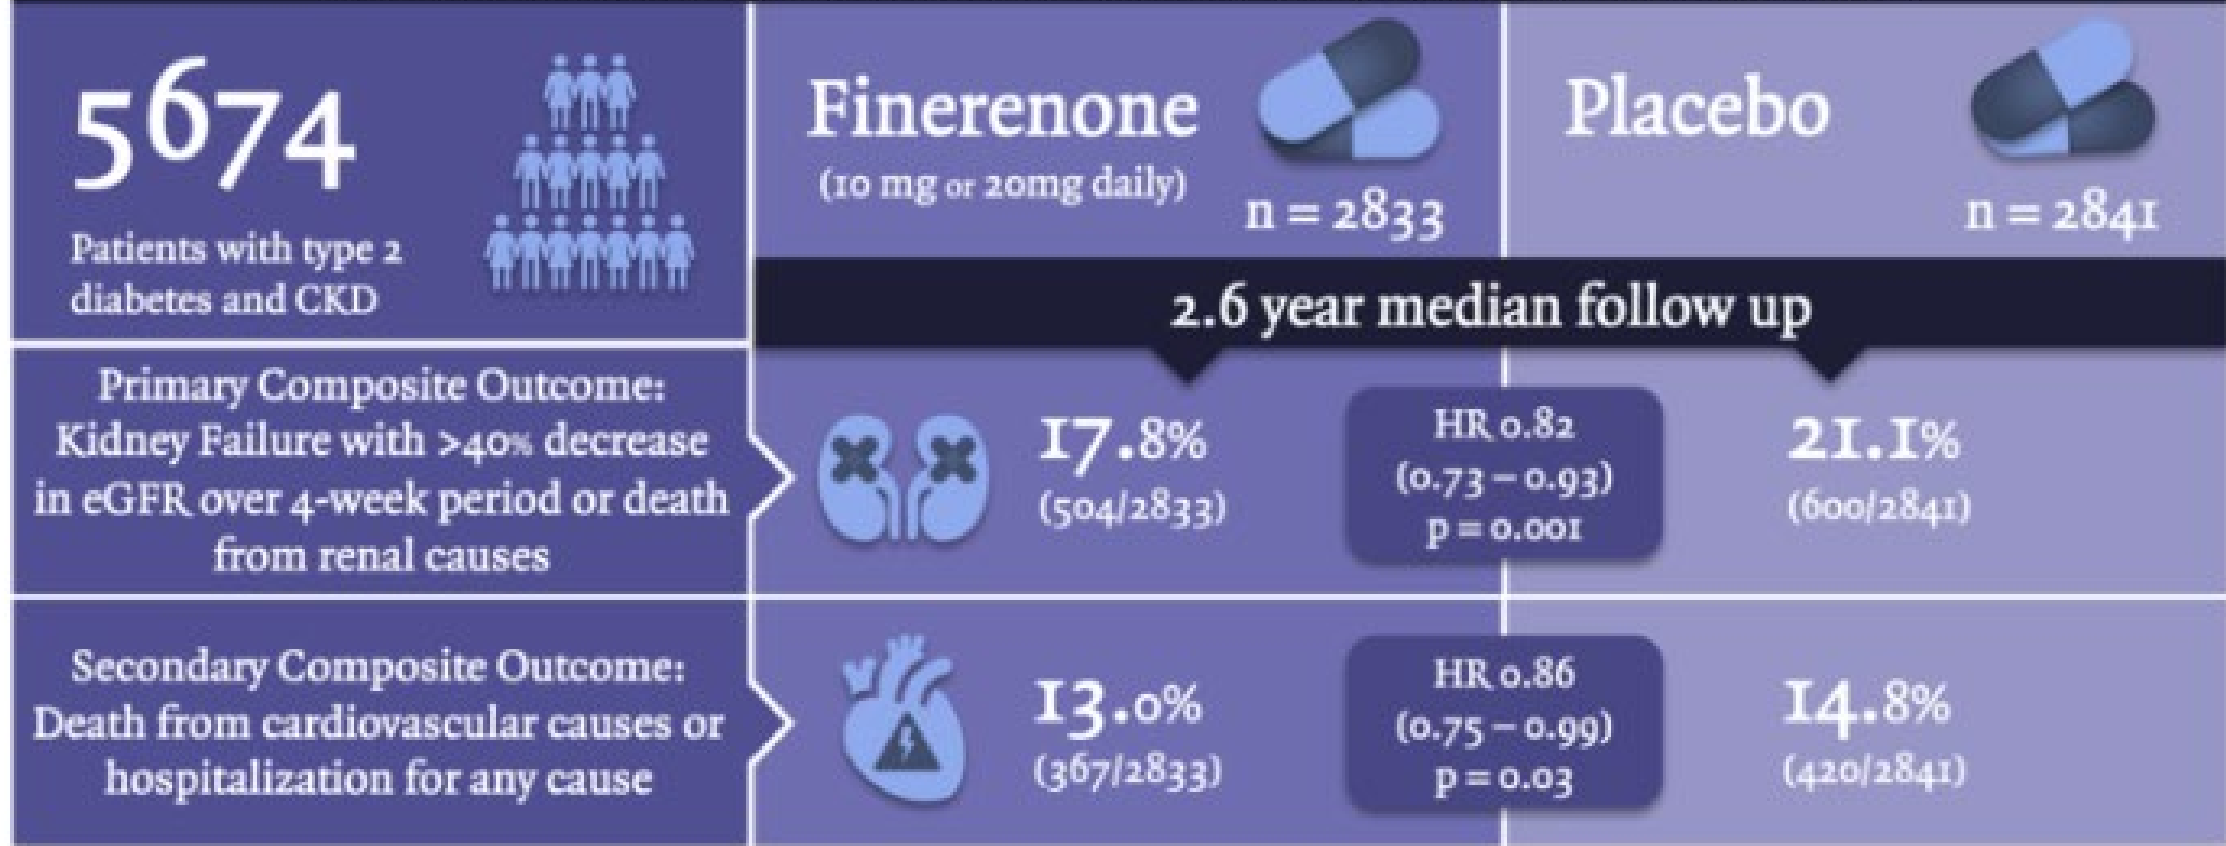 5674
Patients with type 2
diabetes and CKD
Finerenone
(10 mg or 20mg daily)
n = 2833
Placebo
n = 2841
2.6 year median follow up
Primary Composite Outcome:
Kidney Failure with >40% decrease
in eGFR over 4-week period or death
from renal causes
17.8%
(504/2833)
HR 0.82
(0.73 – 0.93)
p = 0.001
21.1%
(600/2841)
Secondary Composite Outcome:
Death from cardiovascular causes or
hospitalization for any cause
13.0%
(367/2833)
HR 0.86
(0.75 – 0.99)
p = 0.03
14.8%
(420/2841)